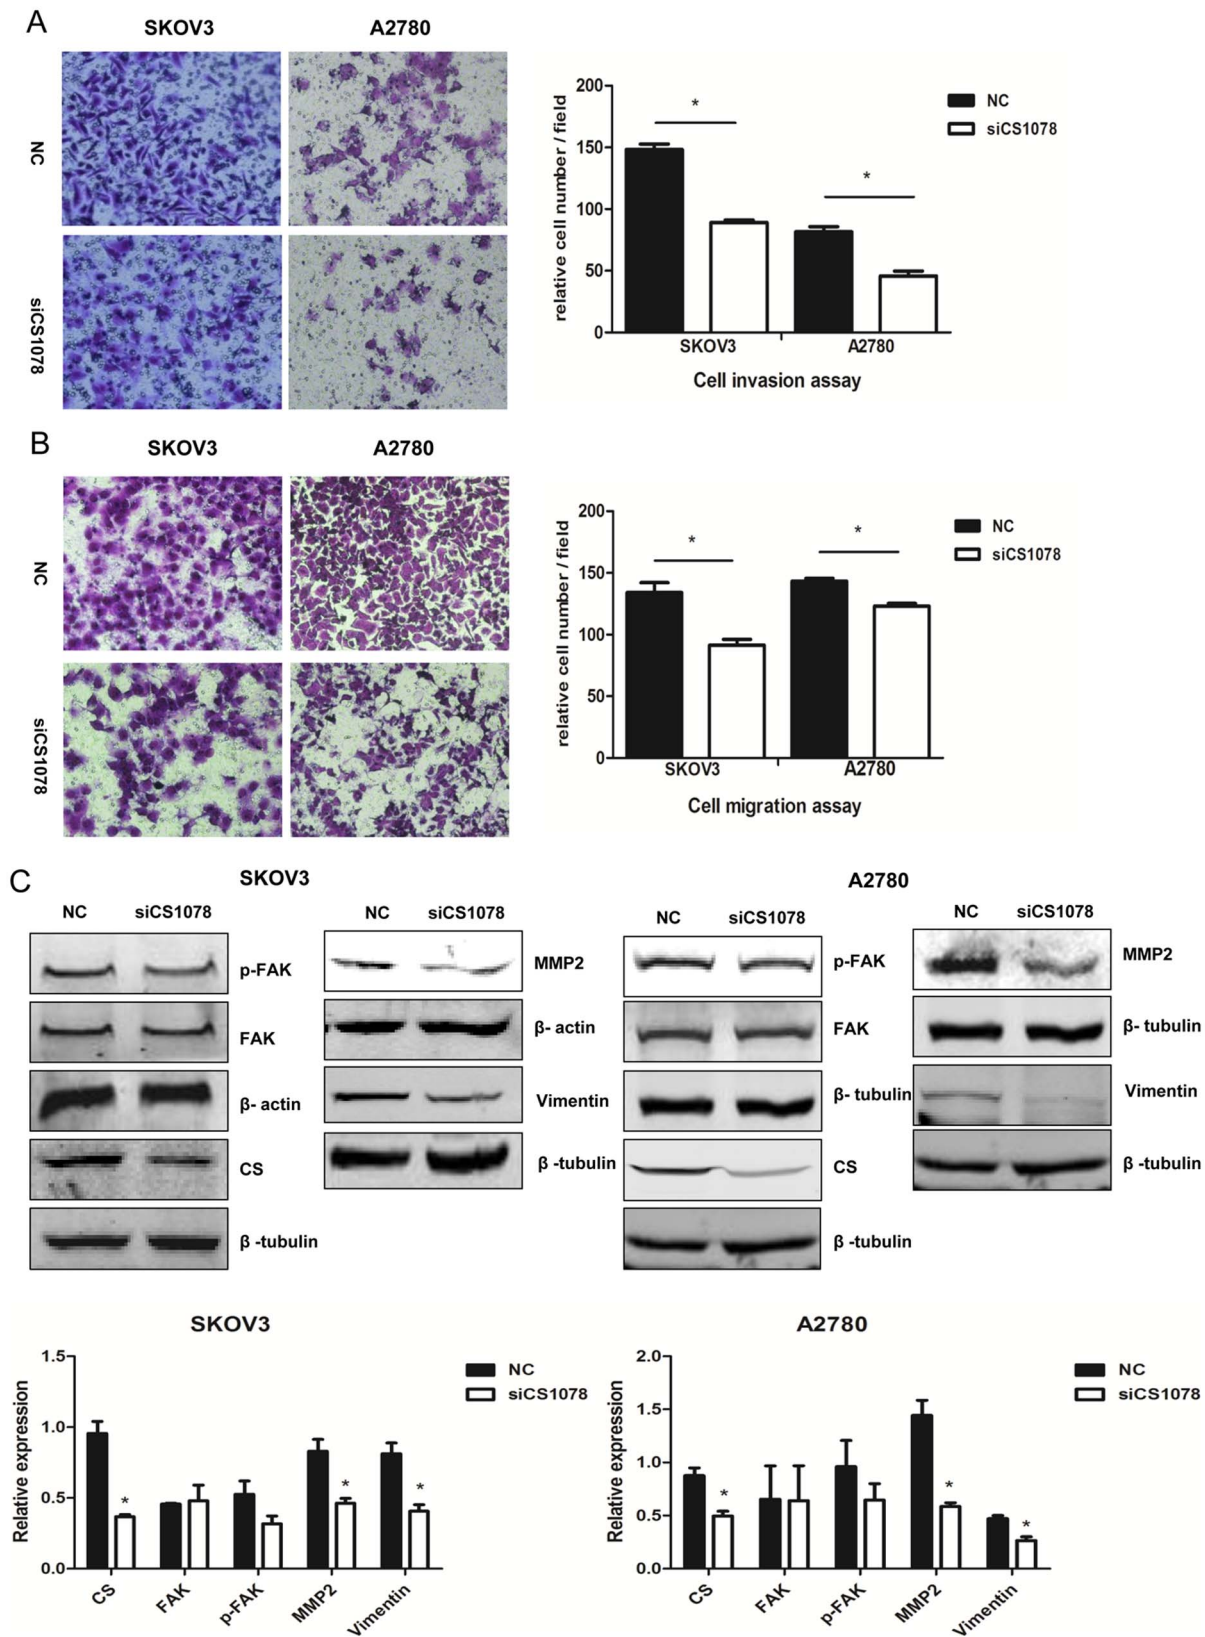 A
SKOV3
A2780
NC
siCS1078
200
150
100
50
0
relative cell number / field
*
*
NC
siCS1078
SKOV3
A2780
Cell invasion assay
B
SKOV3
A2780
NC
siCS1078
200
150
100
50
0
relative cell number / field
*
*
NC
siCS1078
SKOV3
A2780
Cell migration assay
C
SKOV3
NC siCS1078
p-FAK
FAK
β- actin
CS
β -tubulin
NC siCS1078
MMP2
β- actin
Vimentin
β -tubulin
A2780
NC siCS1078
p-FAK
FAK
β- tubulin
CS
β -tubulin
NC siCS1078
MMP2
β- tubulin
Vimentin
β -tubulin
SKOV3
1.5
1.0
0.5
0.0
Relative expression
NC
siCS1078
*
*
*
CS
FAK
p-FAK
MMP2
Vimentin
A2780
2.0
1.5
1.0
0.5
0.0
Relative expression
NC
siCS1078
*
*
*
CS
FAK
p-FAK
MMP2
Vimentin